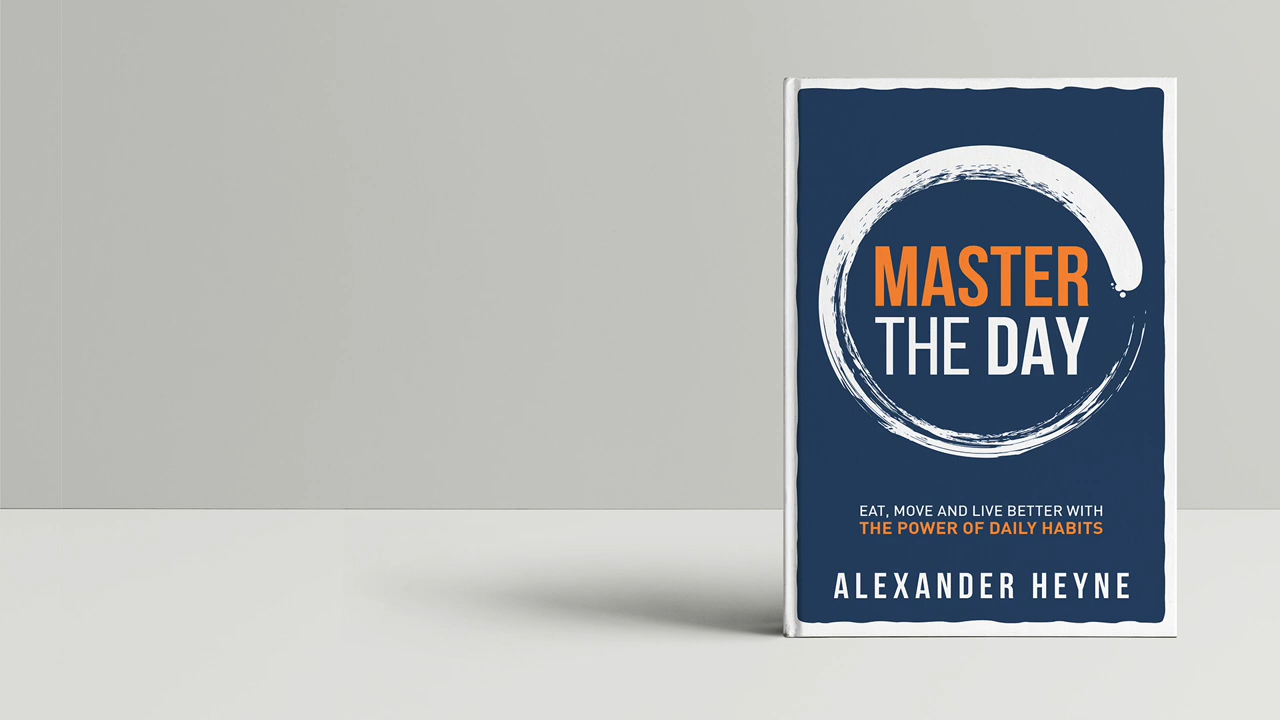 MASTER
THE DAY
EAT, MOVE AND LIVE BETTER WITH
THE POWER OF DAILY HABITS
ALEXANDER HEYNE